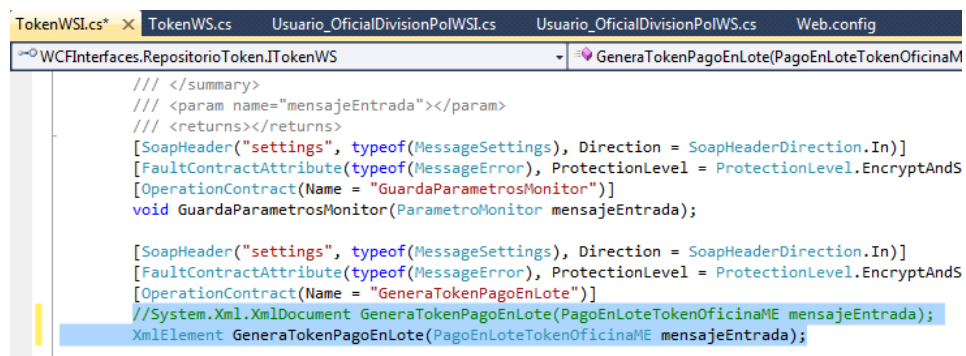 TokenWSI.cs* × TokenWS.cs Usuario_OficialDivisionPolWSI.cs Usuario_OficialDivisionPolWS.cs Web.config
WCFInterfaces.RepositorioToken.ITokenWS GeneraTokenPagoEnLote(PagoEnLoteTokenOficinaM
/// </summary>
/// <param name="mensajeEntrada"></param>
/// <returns></returns>
[SoapHeader("settings", typeof(MessageSettings), Direction = SoapHeaderDirection.In)]
[FaultContractAttribute(typeof(MessageError), ProtectionLevel = ProtectionLevel.EncryptAndS
[OperationContract(Name = "GuardaParametrosMonitor")]
void GuardaParametrosMonitor(ParametroMonitor mensajeEntrada);
[SoapHeader("settings", typeof(MessageSettings), Direction = SoapHeaderDirection.In)]
[FaultContractAttribute(typeof(MessageError), ProtectionLevel = ProtectionLevel.EncryptAndS
[OperationContract(Name = "GeneraTokenPagoEnLote")]
//System.Xml.XmlDocument GeneraTokenPagoEnLote(PagoEnLoteTokenOficinaME mensajeEntrada);
XmlElement GeneraTokenPagoEnLote(PagoEnLoteTokenOficinaME mensajeEntrada);